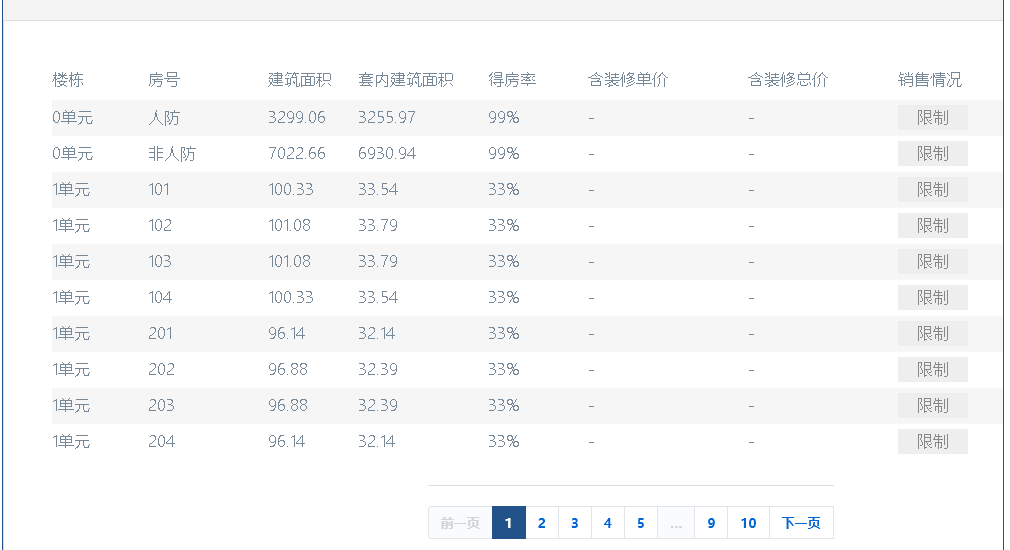 楼栋 房号 建筑面积 套内建筑面积 得房率 含装修单价 含装修总价 销售情况
0单元 人防 3299.06 3255.97 99% - - 限制
0单元 非人防 7022.66 6930.94 99% - - 限制
1单元 101 100.33 33.54 33% - - 限制
1单元 102 101.08 33.79 33% - - 限制
1单元 103 101.08 33.79 33% - - 限制
1单元 104 100.33 33.54 33% - - 限制
1单元 201 96.14 32.14 33% - - 限制
1单元 202 96.88 32.39 33% - - 限制
1单元 203 96.88 32.39 33% - - 限制
1单元 204 96.14 32.14 33% - - 限制
前一页 1 2 3 4 5 ... 9 10 下一页